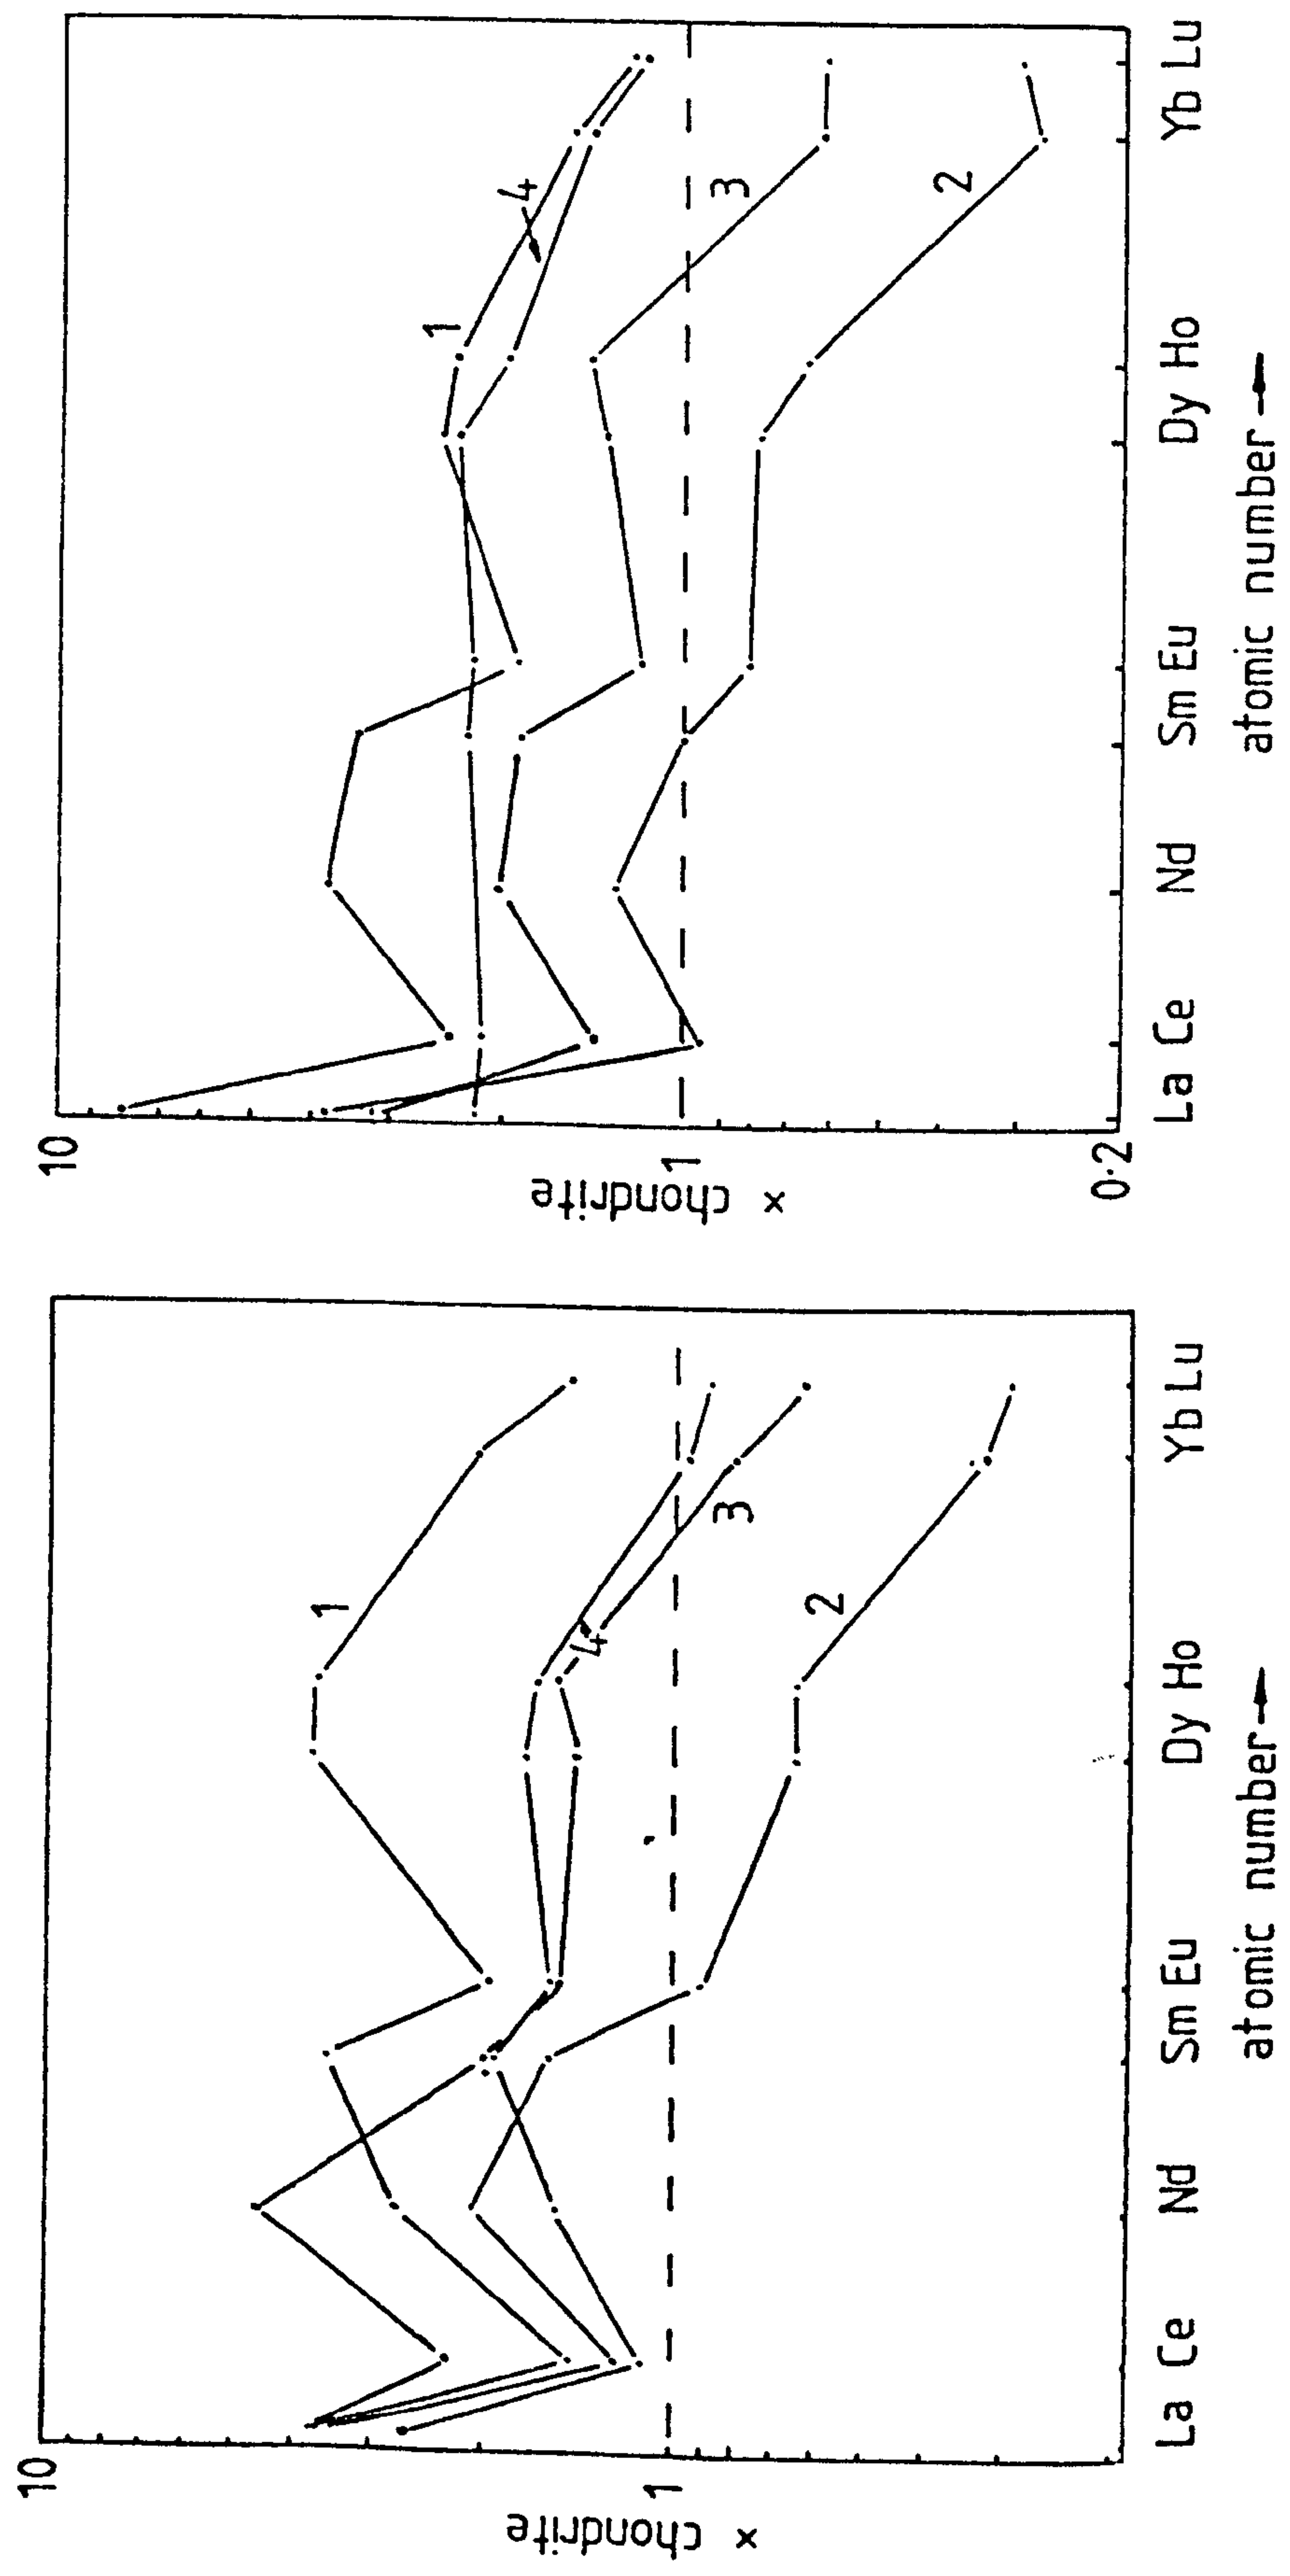 10
1
x chondrite
1
2
3
4
La Ce Nd Sm Eu Dy Ho Yb Lu
atomic number
10
1
0·2
x chondrite
1
4
3
2
La Ce Nd Sm Eu Dy Ho Yb Lu
atomic number